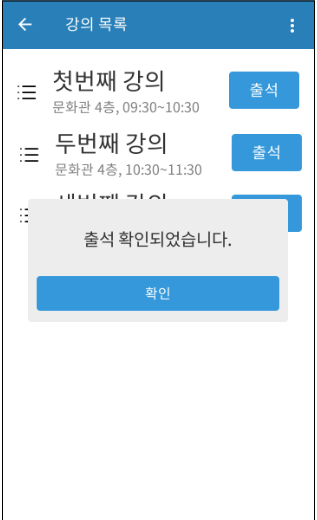 강의 목록
첫번째 강의
출석
문화관 4층, 09:30~10:30
두번째 강의
출석
문화관 4층, 10:30~11:30
출석 확인되었습니다.
확인